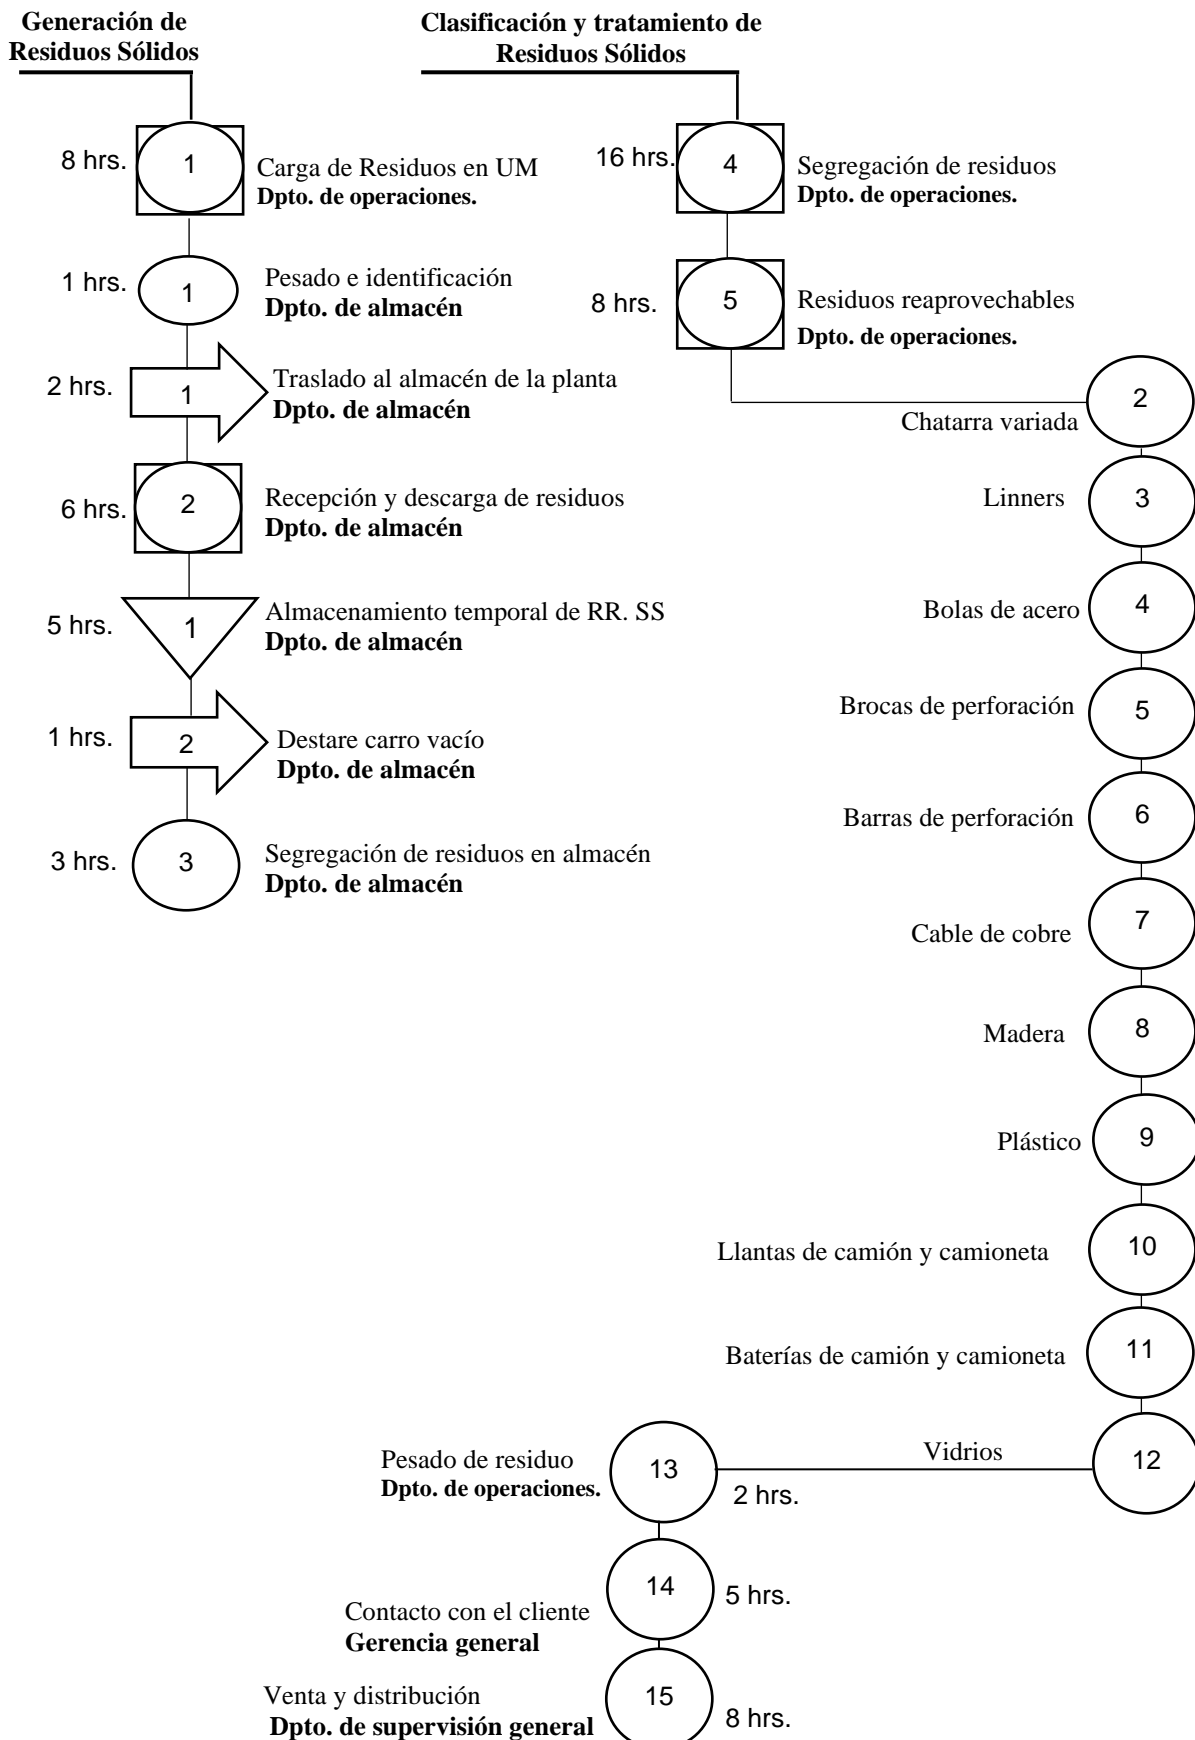 Generación de
Residuos Sólidos
8 hrs.
1
Carga de Residuos en UM
Dpto. de operaciones.
1 hrs.
1
Pesado e identificación
Dpto. de almacén
2 hrs.
1
Traslado al almacén de la planta
Dpto. de almacén
6 hrs.
2
Recepción y descarga de residuos
Dpto. de almacén
5 hrs.
1
Almacenamiento temporal de RR. SS
Dpto. de almacén
1 hrs.
2
Destare carro vacío
Dpto. de almacén
3 hrs.
3
Segregación de residuos en almacén
Dpto. de almacén
Clasificación y tratamiento de
Residuos Sólidos
16 hrs.
4
Segregación de residuos
Dpto. de operaciones.
8 hrs.
5
Residuos reaprovechables
Dpto. de operaciones.
2
Chatarra variada
Linners
3
Bolas de acero
4
Brocas de perforación
5
Barras de perforación
6
Cable de cobre
7
Madera
8
Plástico
9
Llantas de camión y camioneta
10
Baterías de camión y camioneta
11
Vidrios
12
Pesado de residuo
Dpto. de operaciones.
13
2 hrs.
14
5 hrs.
Contacto con el cliente
Gerencia general
Venta y distribución
Dpto. de supervisión general
15
8 hrs.